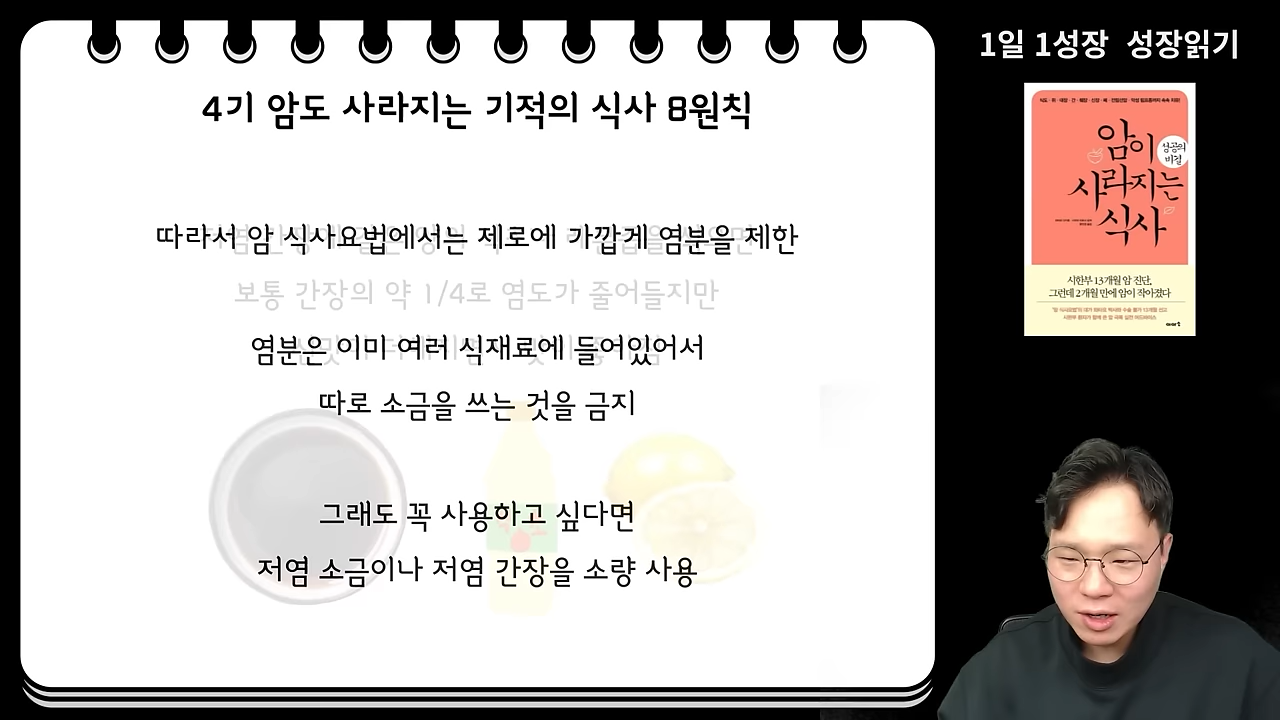 1일 1성장 성장읽기
4기 암도 사라지는 기적의 식사 8원칙
따라서 암 식사요법에서는 제로에 가깝게 염분을 제한
보통 간장의 약 1/4로 염도가 줄어들지만
염분은 이미 여러 식재료에 들어있어서
따로 소금을 쓰는 것을 금지
그래도 꼭 사용하고 싶다면
저염 소금이나 저염 간장을 소량 사용
암이
사라지는
식사
성공의
비결
시한부 13개월 암 진단,
그런데 2개월 만에 암이 작아졌다